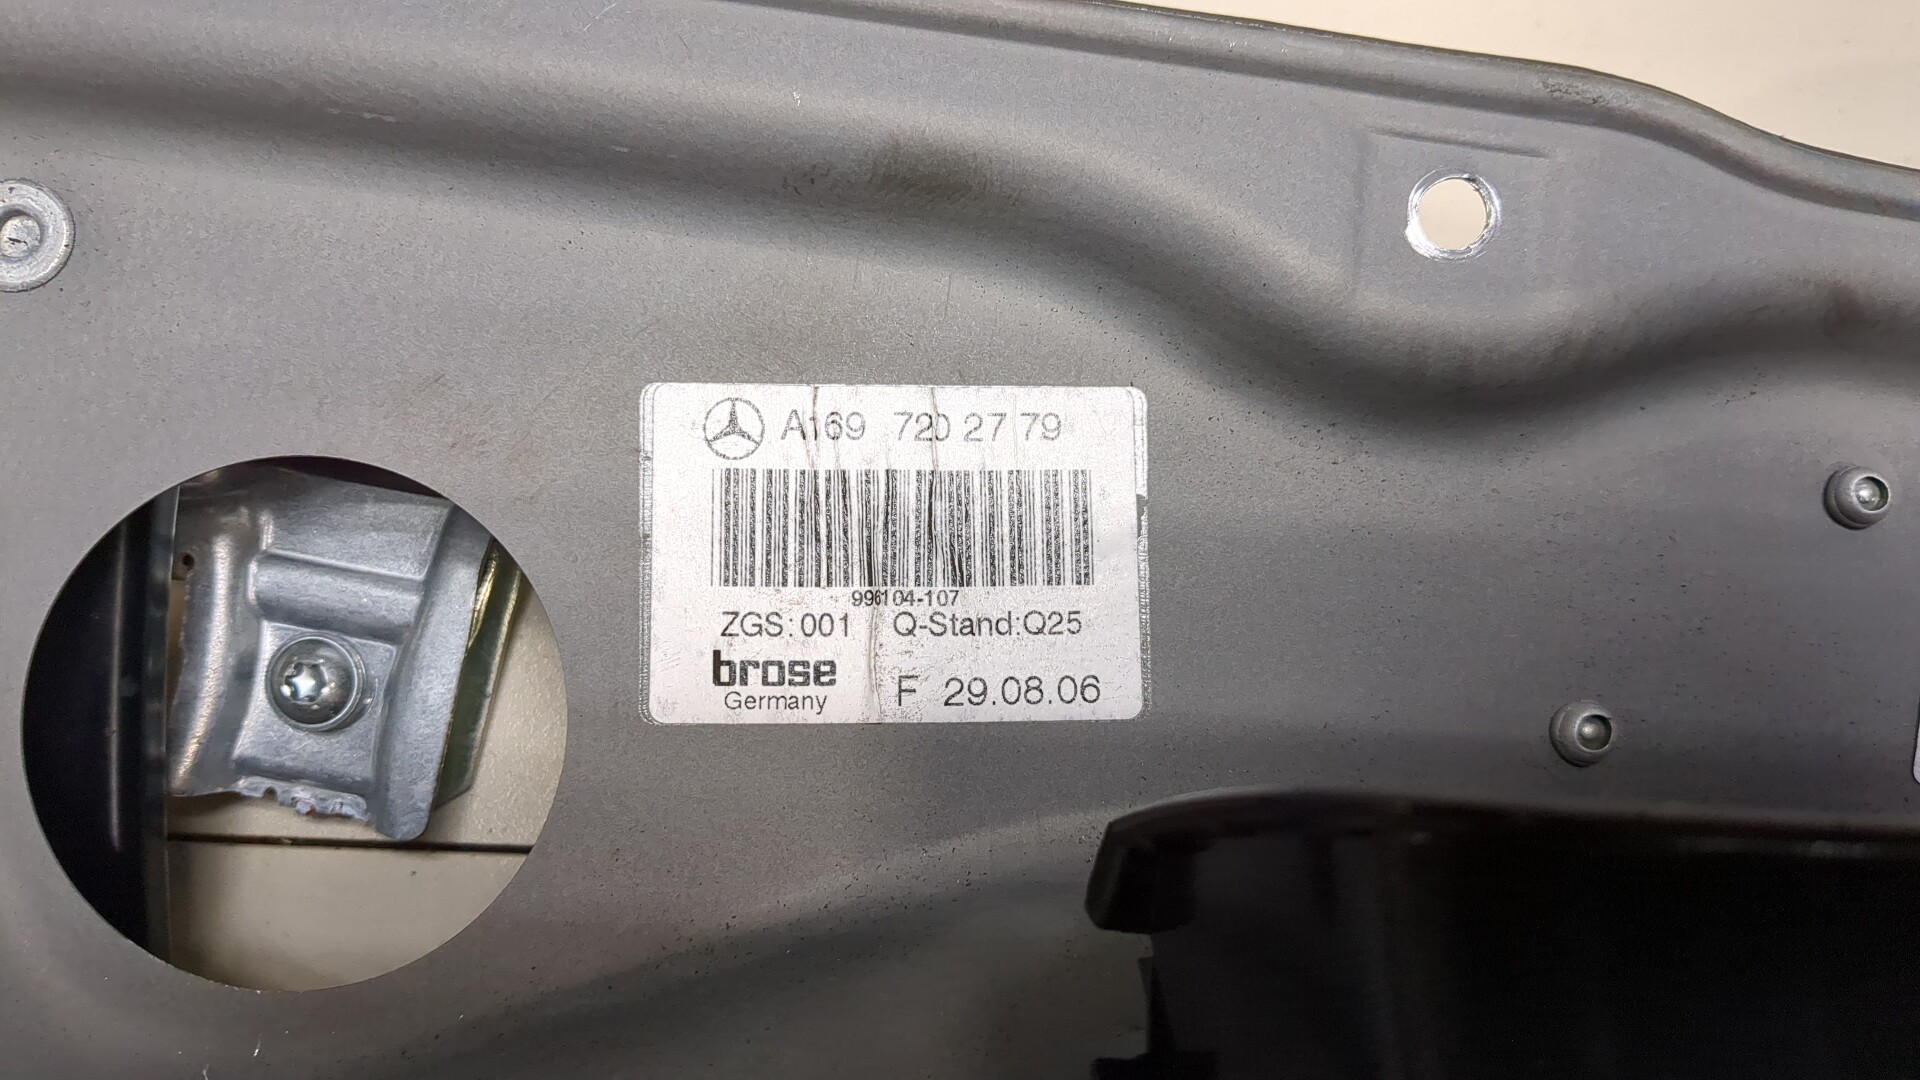 A169 720 27 79
996104-107
ZGS: 001 Q-Stand:Q25
brose
Germany
F 29.08.06